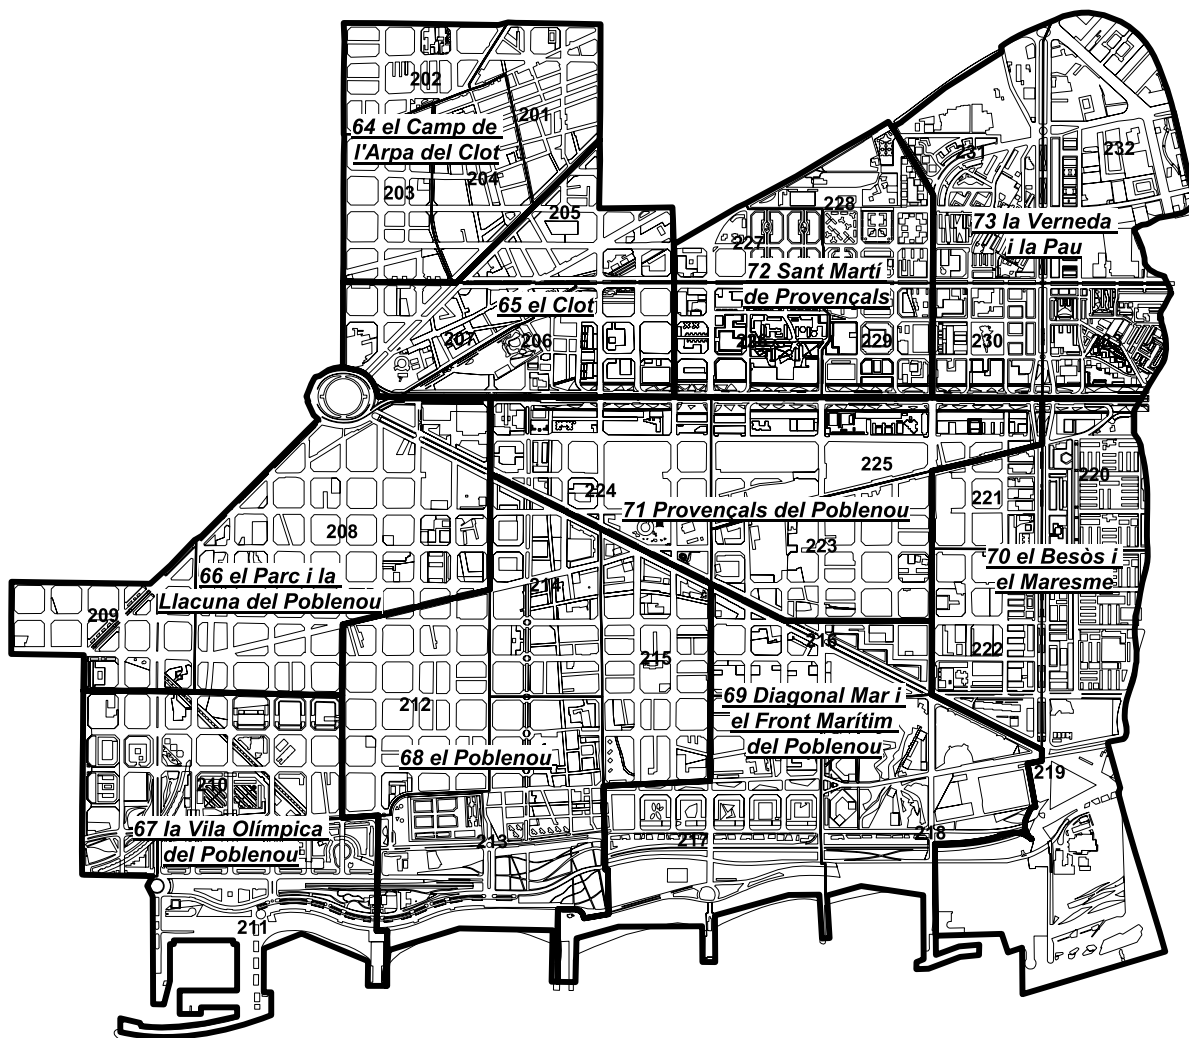 202
201
64 el Camp de
l'Arpa del Clot
204
203
205
231
232
228
73 la Verneda
i la Pau
227
72 Sant Martí
de Provençals
65 el Clot
207
206
229
230
225
224
221
220
71 Provençals del Poblenou
208
223
66 el Parc i la
Llacuna del Poblenou
214
70 el Besòs i
el Maresme
209
215
216
222
212
69 Diagonal Mar i
el Front Marítim
del Poblenou
68 el Poblenou
210
219
67 la Vila Olímpica
del Poblenou
213
217
218
211